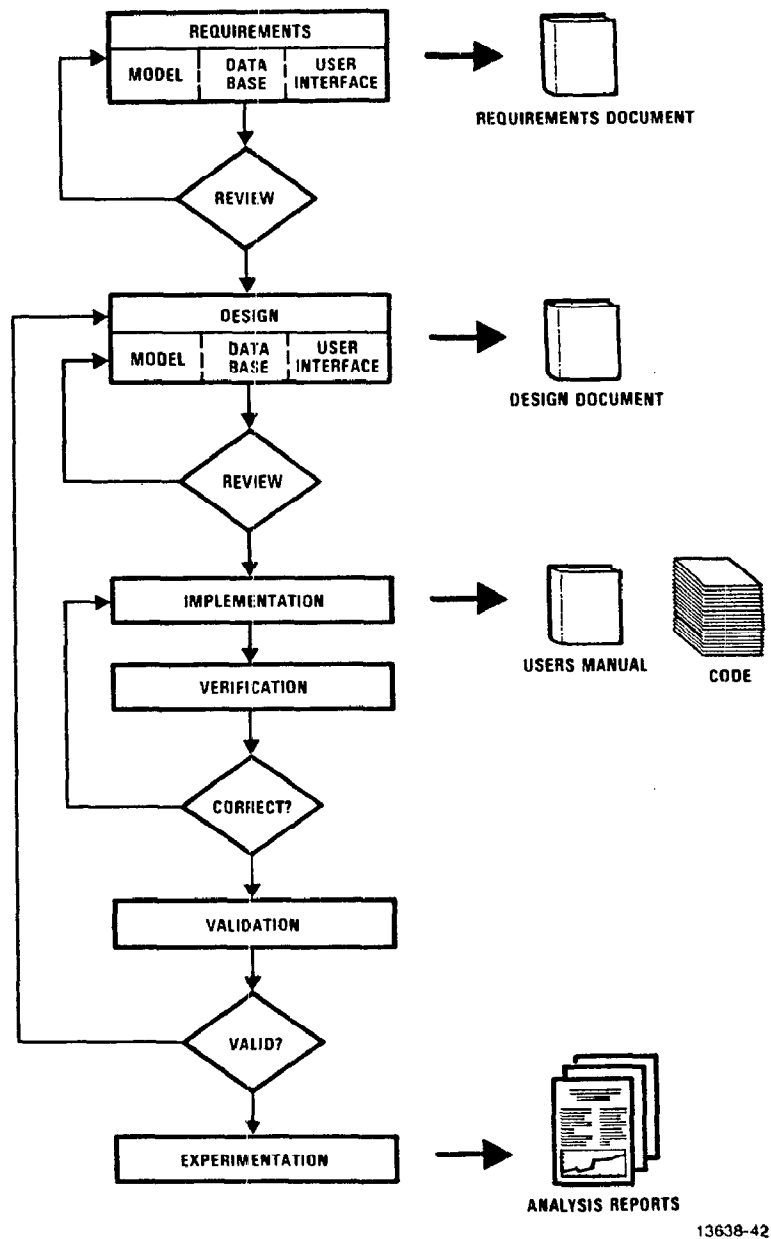 REQUIREMENTS
MODEL
DATA
BASE
USER
INTERFACE
REQUIREMENTS DOCUMENT
REVIEW
DESIGN
MODEL
DATA
BASE
USER
INTERFACE
DESIGN DOCUMENT
REVIEW
IMPLEMENTATION
USERS MANUAL
CODE
VERIFICATION
CORRECT?
VALIDATION
VALID?
EXPERIMENTATION
ANALYSIS REPORTS
13638-42